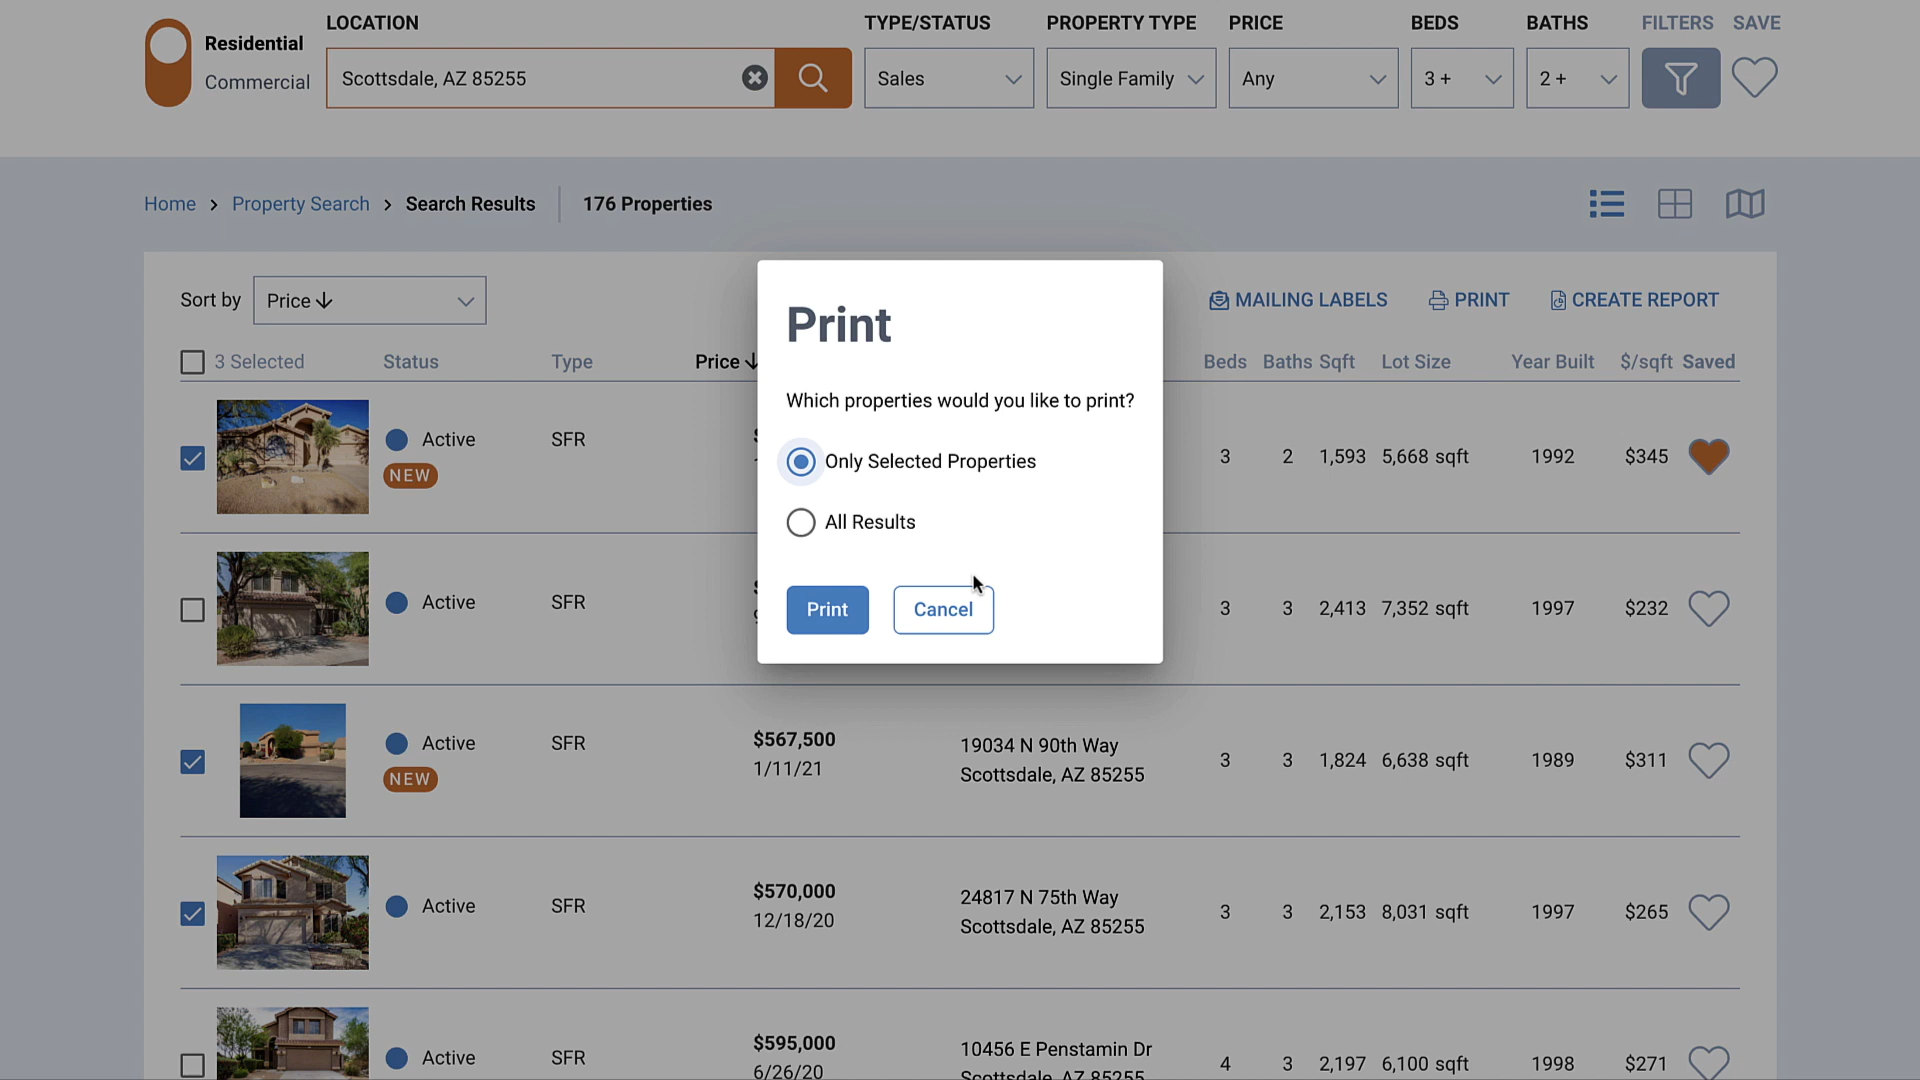 LOCATION TYPE/STATUS PROPERTY TYPE PRICE BEDS BATHS FILTERS SAVE
Residential
Commercial
Scottsdale, AZ 85255 Sales Single Family Any 3 + 2 +
Home > Property Search > Search Results 176 Properties
Sort by Price ↓ MAILING LABELS PRINT CREATE REPORT
3 Selected Status Type Price ↓ Beds Baths Sqft Lot Size Year Built $/sqft Saved
Print
Which properties would you like to print?
Only Selected Properties
All Results
Print Cancel
Active SFR 3 2 1,593 5,668 sqft 1992 $345
NEW
Active SFR 3 3 2,413 7,352 sqft 1997 $232
Active SFR $567,500 19034 N 90th Way 3 3 1,824 6,638 sqft 1989 $311
NEW 1/11/21 Scottsdale, AZ 85255
Active SFR $570,000 24817 N 75th Way 3 3 2,153 8,031 sqft 1997 $265
12/18/20 Scottsdale, AZ 85255
Active SFR $595,000 10456 E Penstamin Dr 4 3 2,197 6,100 sqft 1998 $271
6/26/20 Scottsdale, AZ 85255